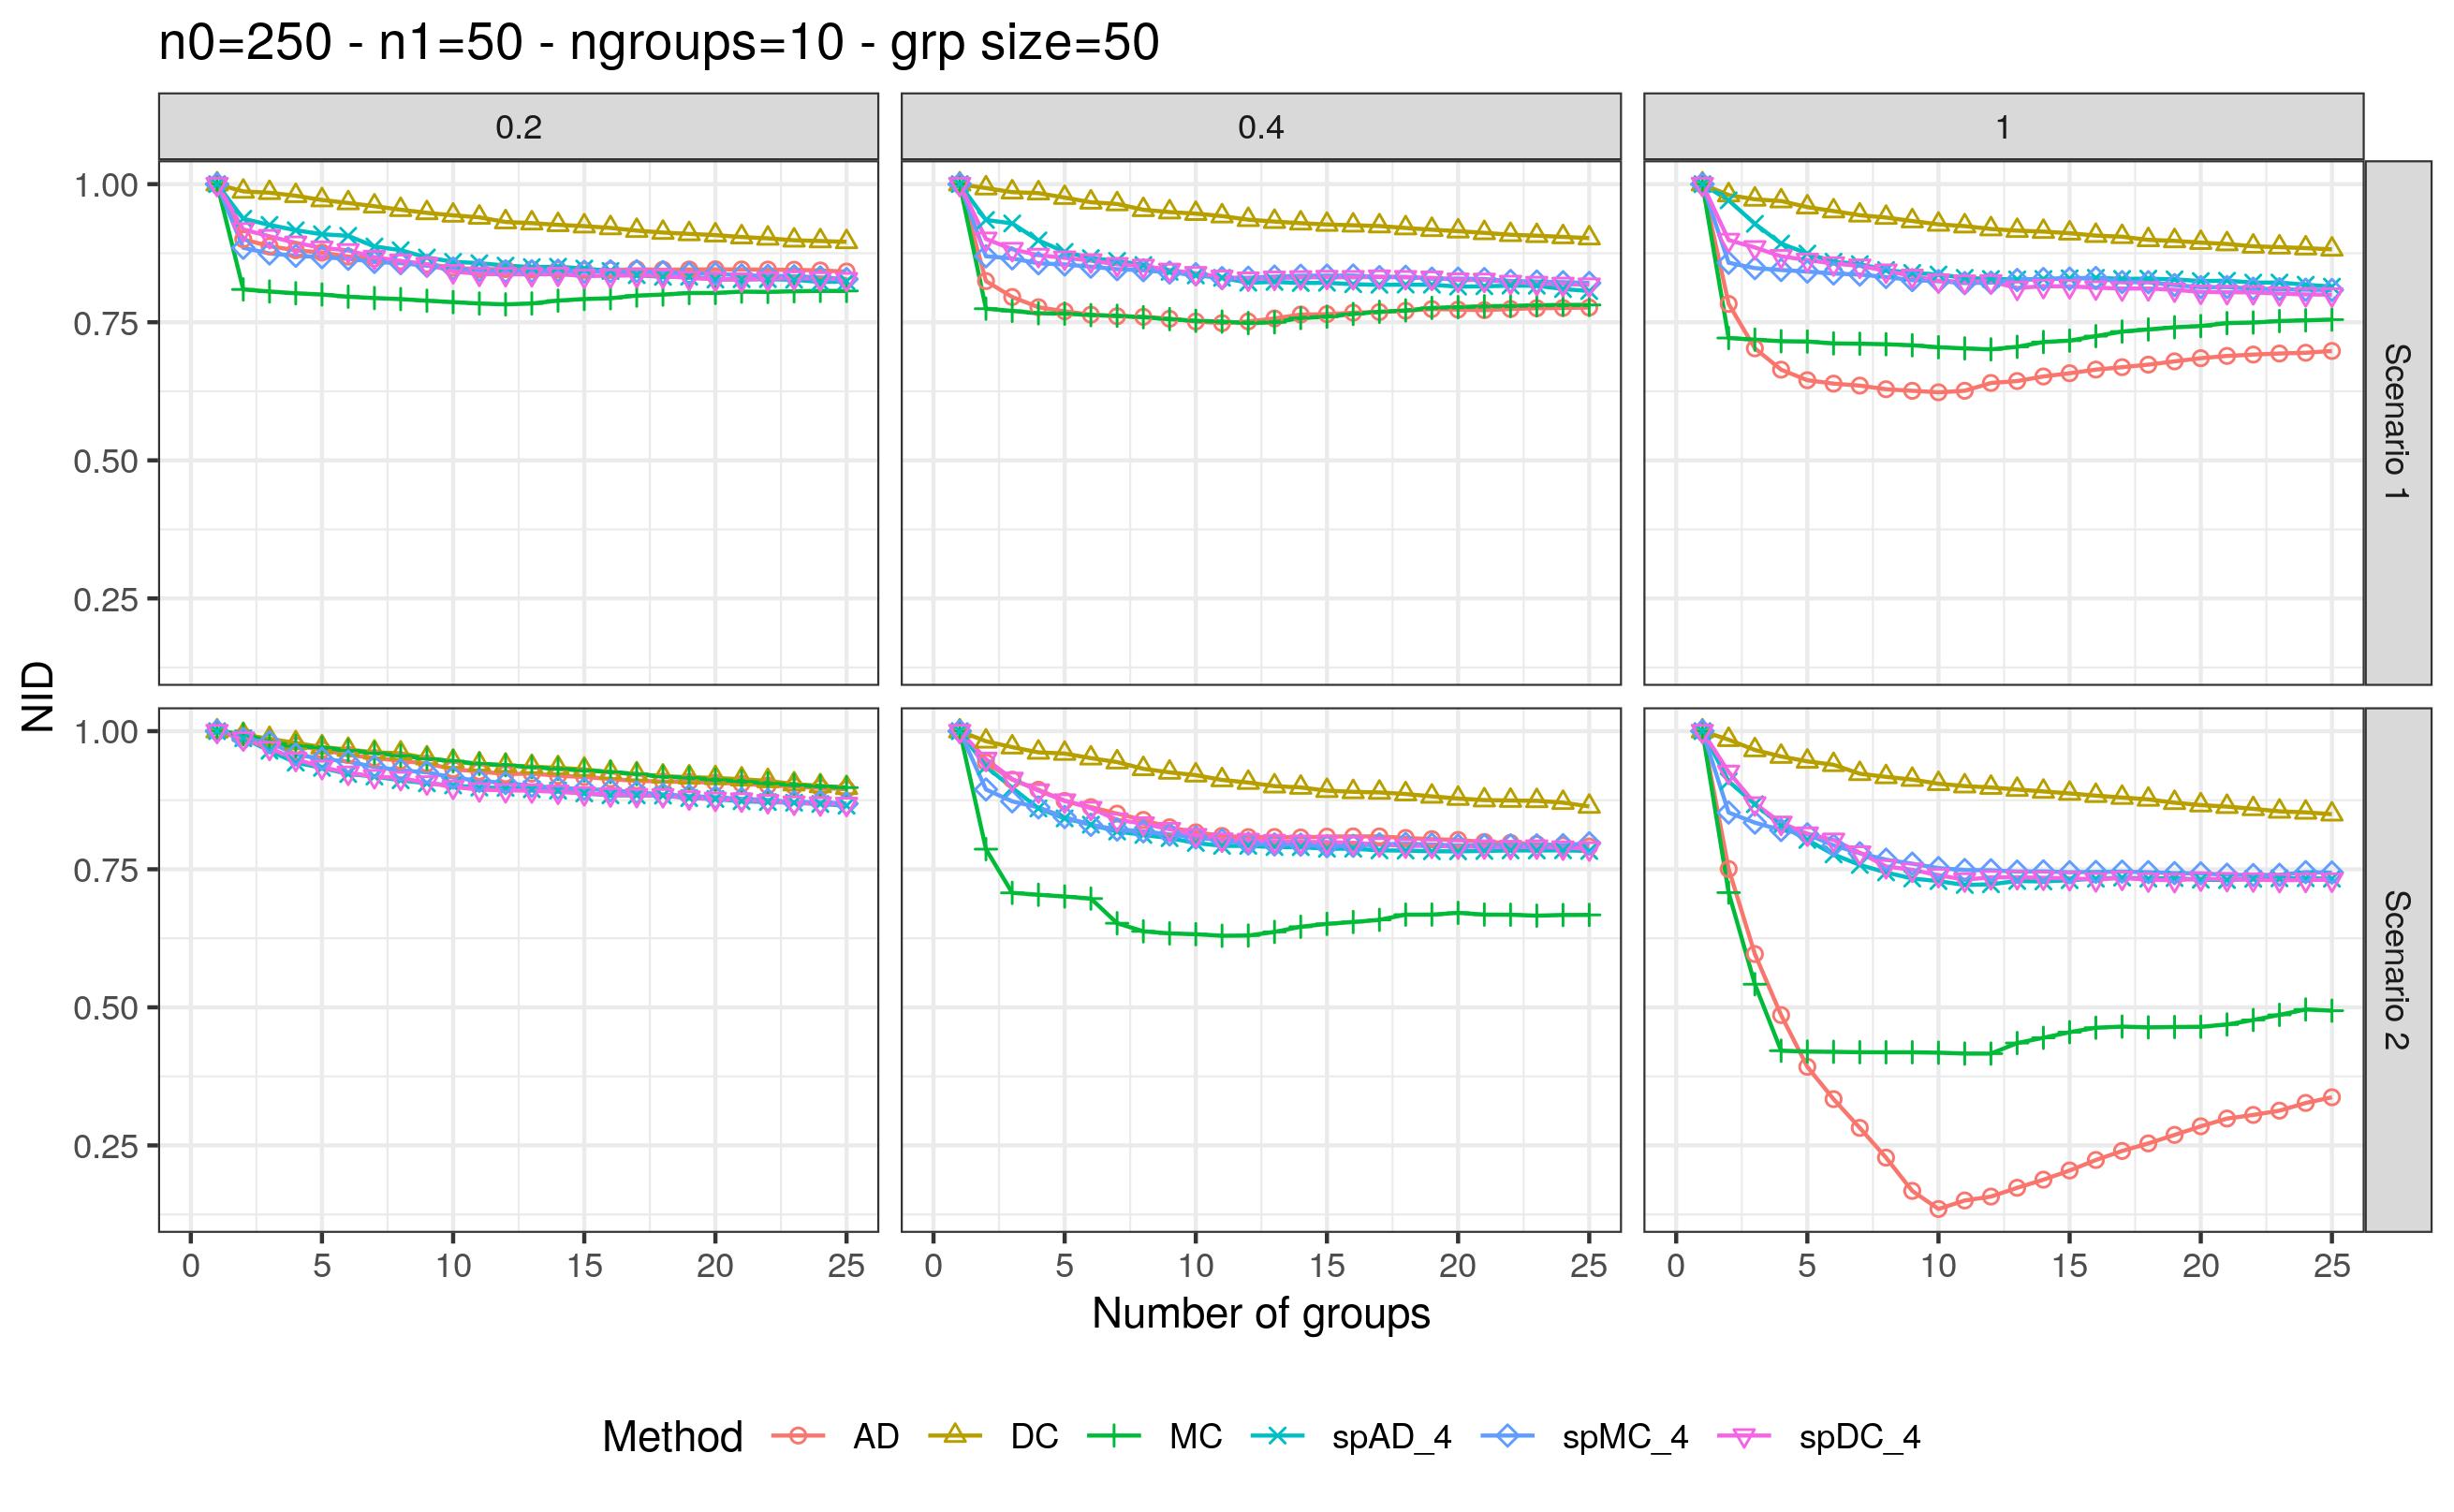 n0=250 - n1=50 - ngroups=10 - grp size=50
0.2 0.4 1
1.00
0.75
0.50
0.25
Scenario 1
NID
1.00
0.75
0.50
0.25
Scenario 2
0 5 10 15 20 25 0 5 10 15 20 25 0 5 10 15 20 25
Number of groups
Method AD DC MC spAD_4 spMC_4 spDC_4